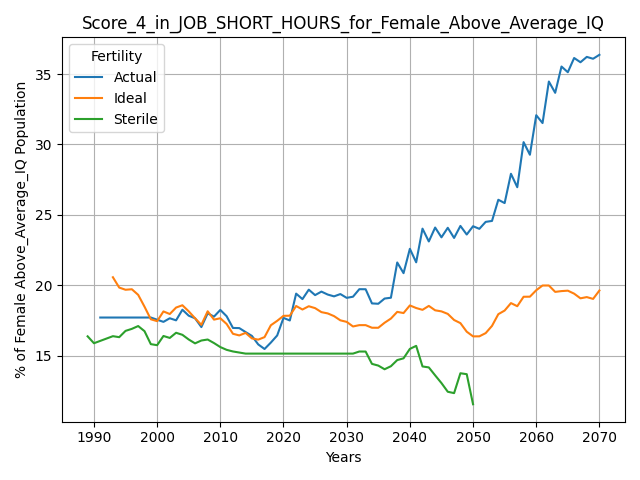 Score_4_in_JOB_SHORT_HOURS_for_Female_Above_Average_IQ
% of Female Above_Average_IQ Population
Fertility
Actual
Ideal
Sterile
35
30
25
20
15
1990 2000 2010 2020 2030 2040 2050 2060 2070
Years